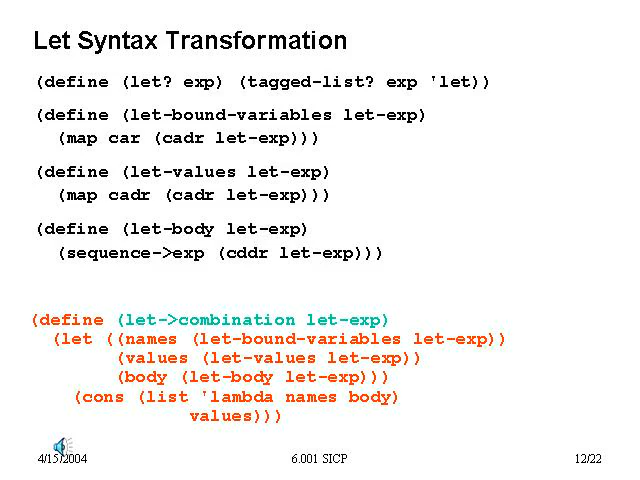 Let Syntax Transformation
(define (let? exp) (tagged-list? exp 'let))
(define (let-bound-variables let-exp)
(map car (cadr let-exp)))
(define (let-values let-exp)
(map cadr (cadr let-exp)))
(define (let-body let-exp)
(sequence->exp (cddr let-exp)))
(define (let->combination let-exp)
(let ((names (let-bound-variables let-exp))
(values (let-values let-exp))
(body (let-body let-exp)))
(cons (list 'lambda names body)
values)))
4/15/2004
6.001 SICP
12/22